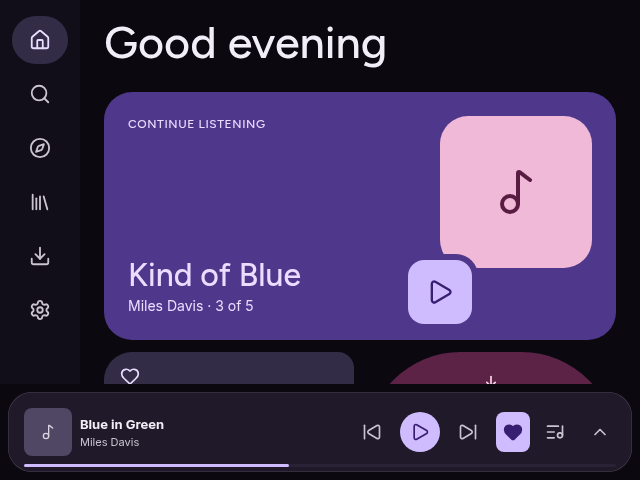 Good evening
CONTINUE LISTENING
Kind of Blue
Miles Davis · 3 of 5
Blue in Green
Miles Davis